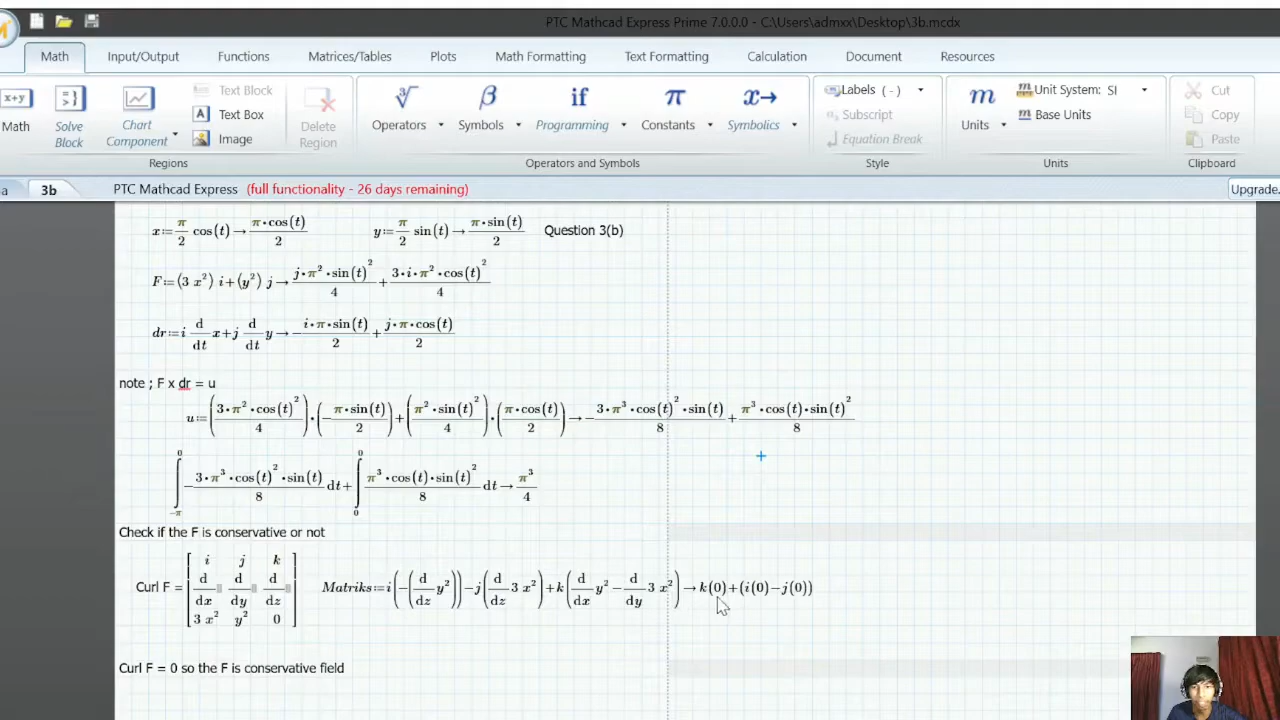 PTC Mathcad Express Prime 7.0.0.0 - C:\Users\admxx\Desktop\3b.mcdx
Math Input/Output Functions Matrices/Tables Plots Math Formatting Text Formatting Calculation Document Resources
x+y Math
Solve Block
Chart Component
Text Block
Text Box
Image
Delete Region
Regions
∛ Operators
β Symbols
if Programming
π Constants
x→ Symbolics
Operators and Symbols
Labels (-)
Subscript
Equation Break
Style
m Units
Unit System: SI
Base Units
Units
Cut
Copy
Paste
Clipboard
a 3b PTC Mathcad Express (full functionality - 26 days remaining) Upgrade.
x≔π/2 cos(t)→π·cos(t)/2 y≔π/2 sin(t)→π·sin(t)/2 Question 3(b)
F≔(3 x²) i+(y²) j→j·π²·sin(t)²/4+3·i·π²·cos(t)²/4
dr≔i d/dt x+j d/dt y→-i·π·sin(t)/2+j·π·cos(t)/2
note ; F x dr = u
u≔(3·π²·cos(t)²/4)·(-π·sin(t)/2)+(π²·sin(t)²/4)·(π·cos(t)/2)→-3·π³·cos(t)²·sin(t)/8+π³·cos(t)·sin(t)²/8
∫ -π 0 -3·π³·cos(t)²·sin(t)/8 dt+∫ 0 0 π³·cos(t)·sin(t)²/8 dt→π³/4
Check if the F is conservative or not
Curl F = [i j k; d/dx d/dy d/dz; 3 x² y² 0] Matriks≔i(-(d/dz y²))-j(d/dz 3 x²)+k(d/dx y²-d/dy 3 x²)→k(0)+(i(0)-j(0))
Curl F = 0 so the F is conservative field